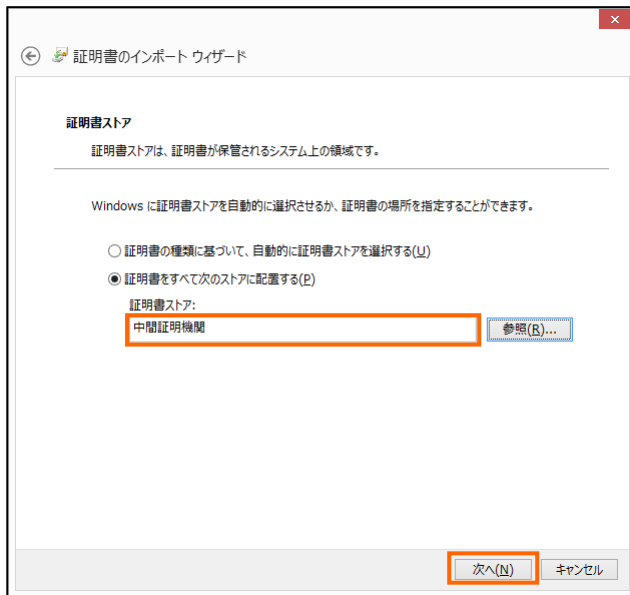 証明書のインポート ウィザード
証明書ストア
証明書ストアは、証明書が保管されるシステム上の領域です。
Windows に証明書ストアを自動的に選択させるか、証明書の場所を指定することができます。
証明書の種類に基づいて、自動的に証明書ストアを選択する(U)
証明書をすべて次のストアに配置する(P)
証明書ストア:
中間証明機関
参照(R)...
次へ(N)
キャンセル